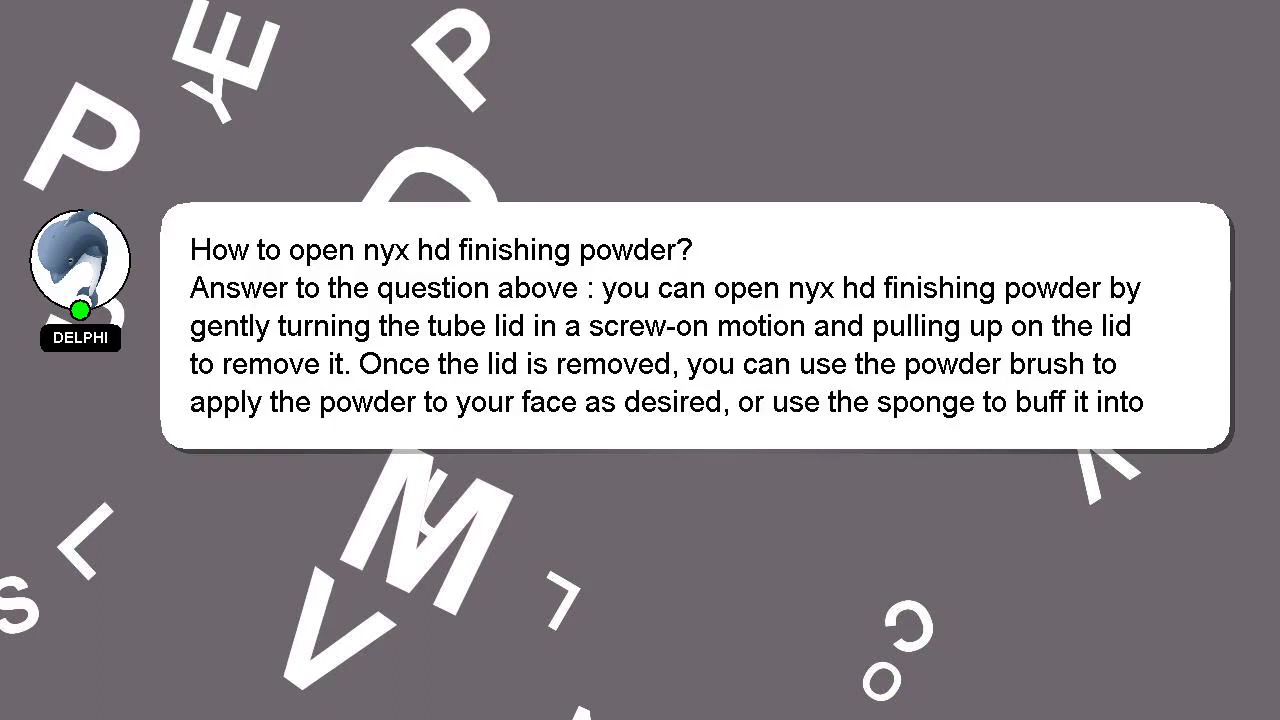 How to open nyx hd finishing powder?
Answer to the question above : you can open nyx hd finishing powder by
gently turning the tube lid in a screw-on motion and pulling up on the lid
to remove it. Once the lid is removed, you can use the powder brush to
apply the powder to your face as desired, or use the sponge to buff it into
DELPHI
P
E
Y
P
D
S
M
V
L
S
L
C
O
V